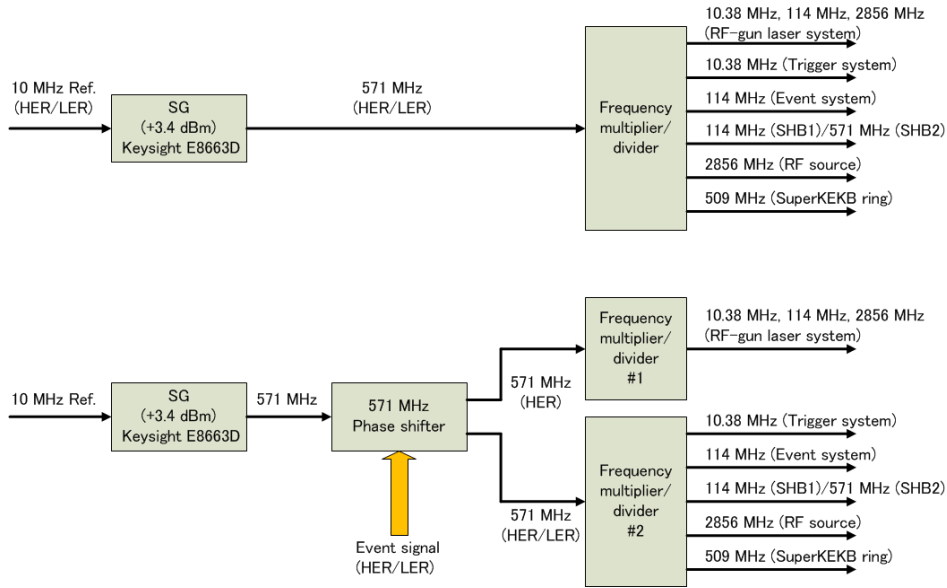 10 MHz Ref.
(HER/LER)
SG
(+3.4 dBm)
Keysight E8663D
571 MHz
(HER/LER)
Frequency
multiplier/
divider
10.38 MHz, 114 MHz, 2856 MHz
(RF-gun laser system)
10.38 MHz (Trigger system)
114 MHz (Event system)
114 MHz (SHB1)/571 MHz (SHB2)
2856 MHz (RF source)
509 MHz (SuperKEKB ring)
10 MHz Ref.
SG
(+3.4 dBm)
Keysight E8663D
571 MHz
571 MHz
Phase shifter
Event signal
(HER/LER)
571 MHz
(HER)
Frequency
multiplier/
divider
#1
10.38 MHz, 114 MHz, 2856 MHz
(RF-gun laser system)
571 MHz
(HER/LER)
Frequency
multiplier/
divider
#2
10.38 MHz (Trigger system)
114 MHz (Event system)
114 MHz (SHB1)/571 MHz (SHB2)
2856 MHz (RF source)
509 MHz (SuperKEKB ring)